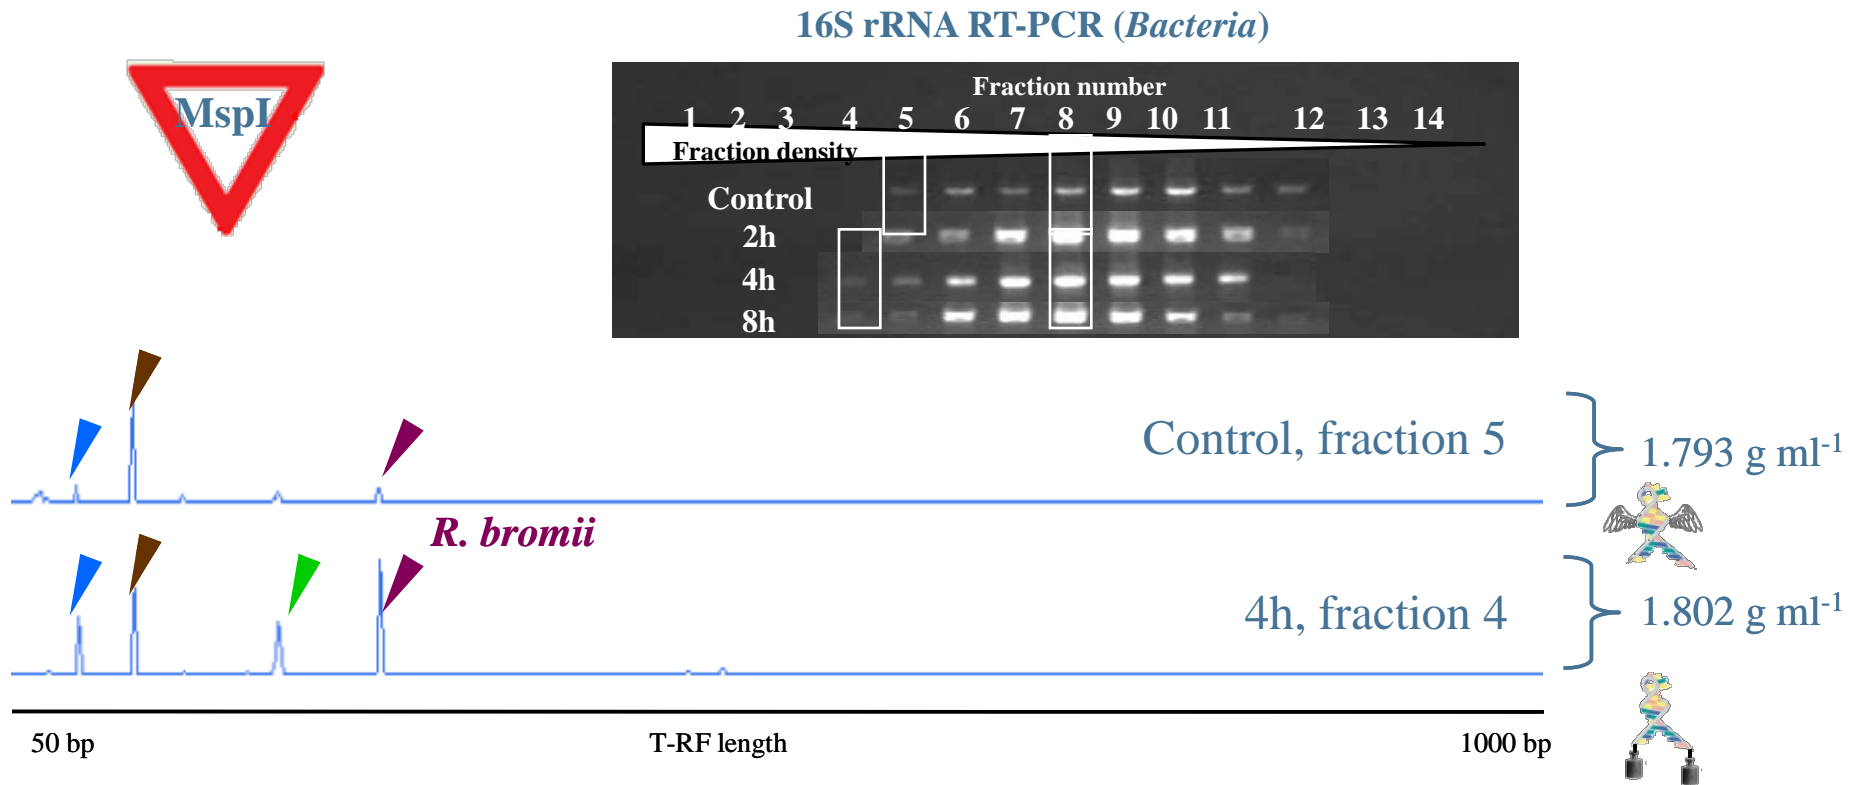 16S rRNA RT-PCR (Bacteria)
MspI
Fraction number
1 2 3 4 5 6 7 8 9 10 11 12 13 14
Fraction density
Control
2h
4h
8h
Control, fraction 5
1.793 g ml-1
R. bromii
4h, fraction 4
1.802 g ml-1
50 bp T-RF length 1000 bp